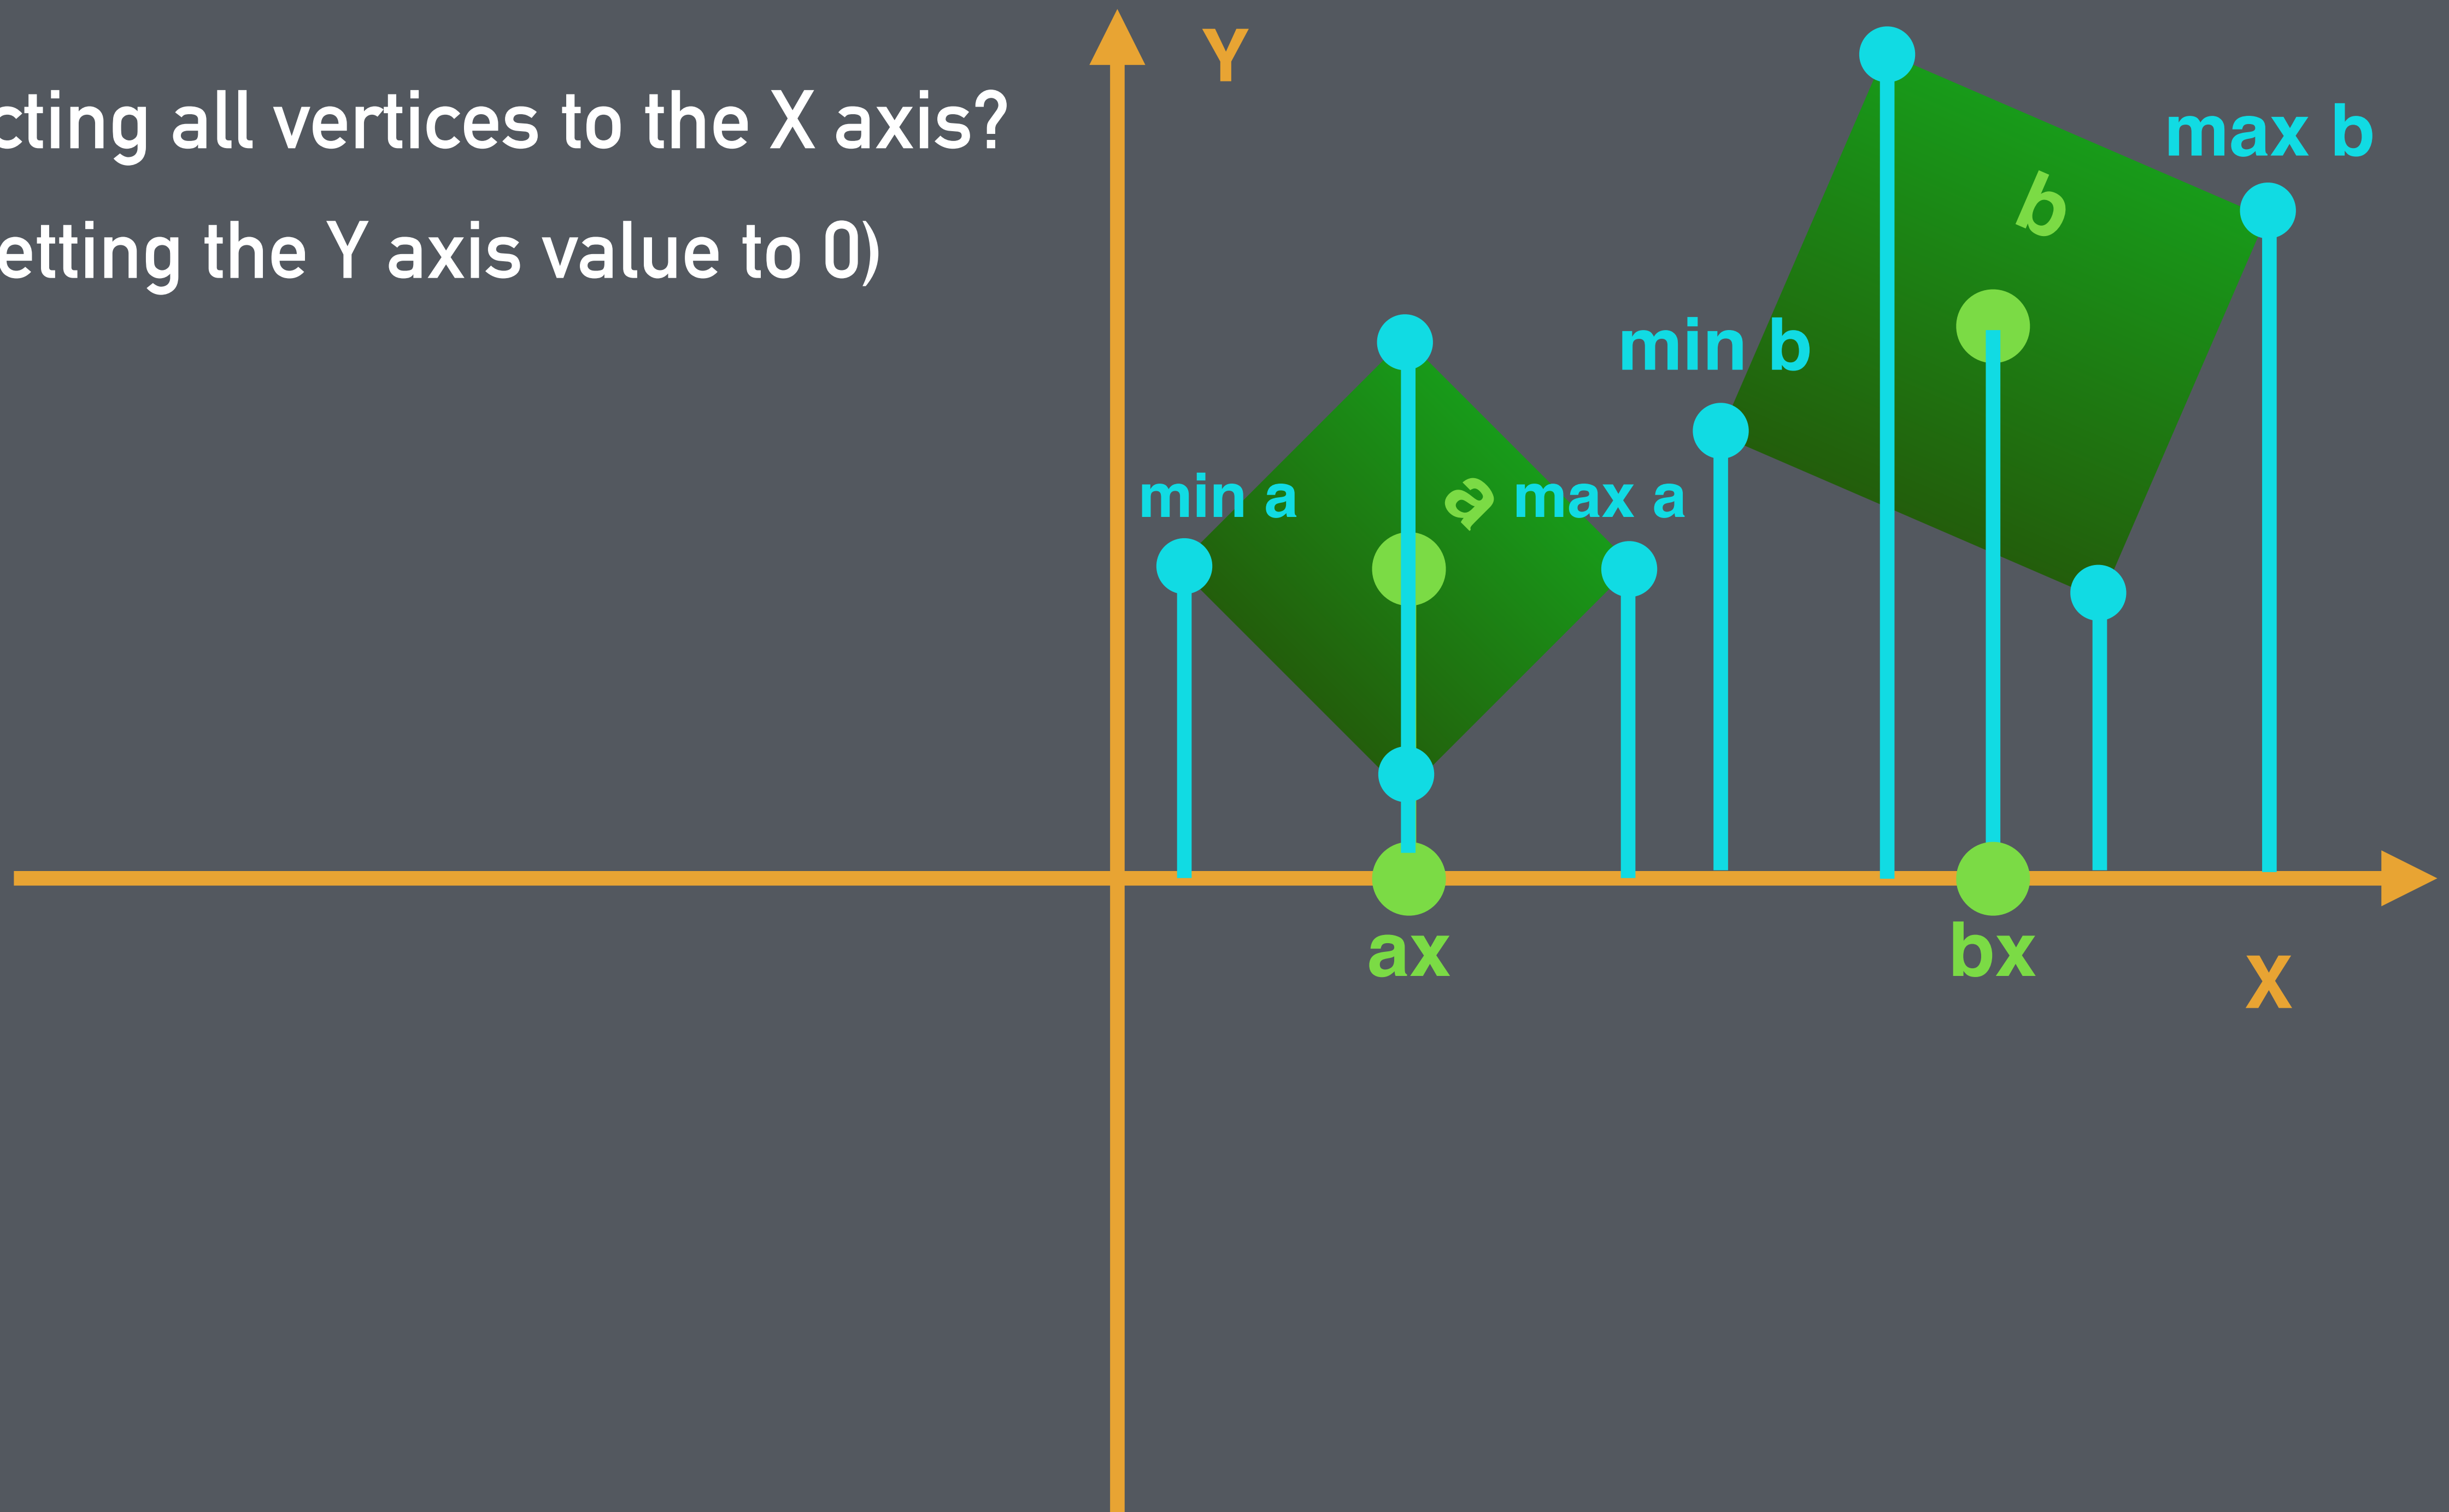 cting all vertices to the X axis?
etting the Y axis value to 0)
Y
max b
b
min b
min a
a
max a
ax
bx
X